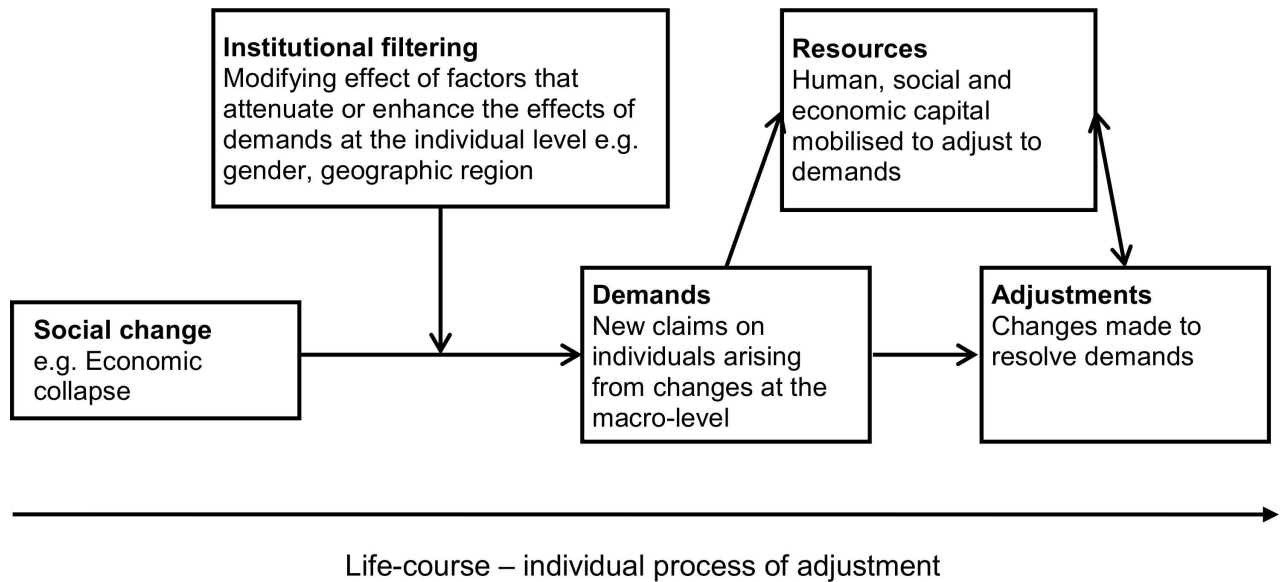 Institutional filtering
Modifying effect of factors that
attenuate or enhance the effects of
demands at the individual level e.g.
gender, geographic region
Resources
Human, social and
economic capital
mobilised to adjust to
demands
Social change
e.g. Economic
collapse
Demands
New claims on
individuals arising
from changes at the
macro-level
Adjustments
Changes made to
resolve demands
Life-course – individual process of adjustment